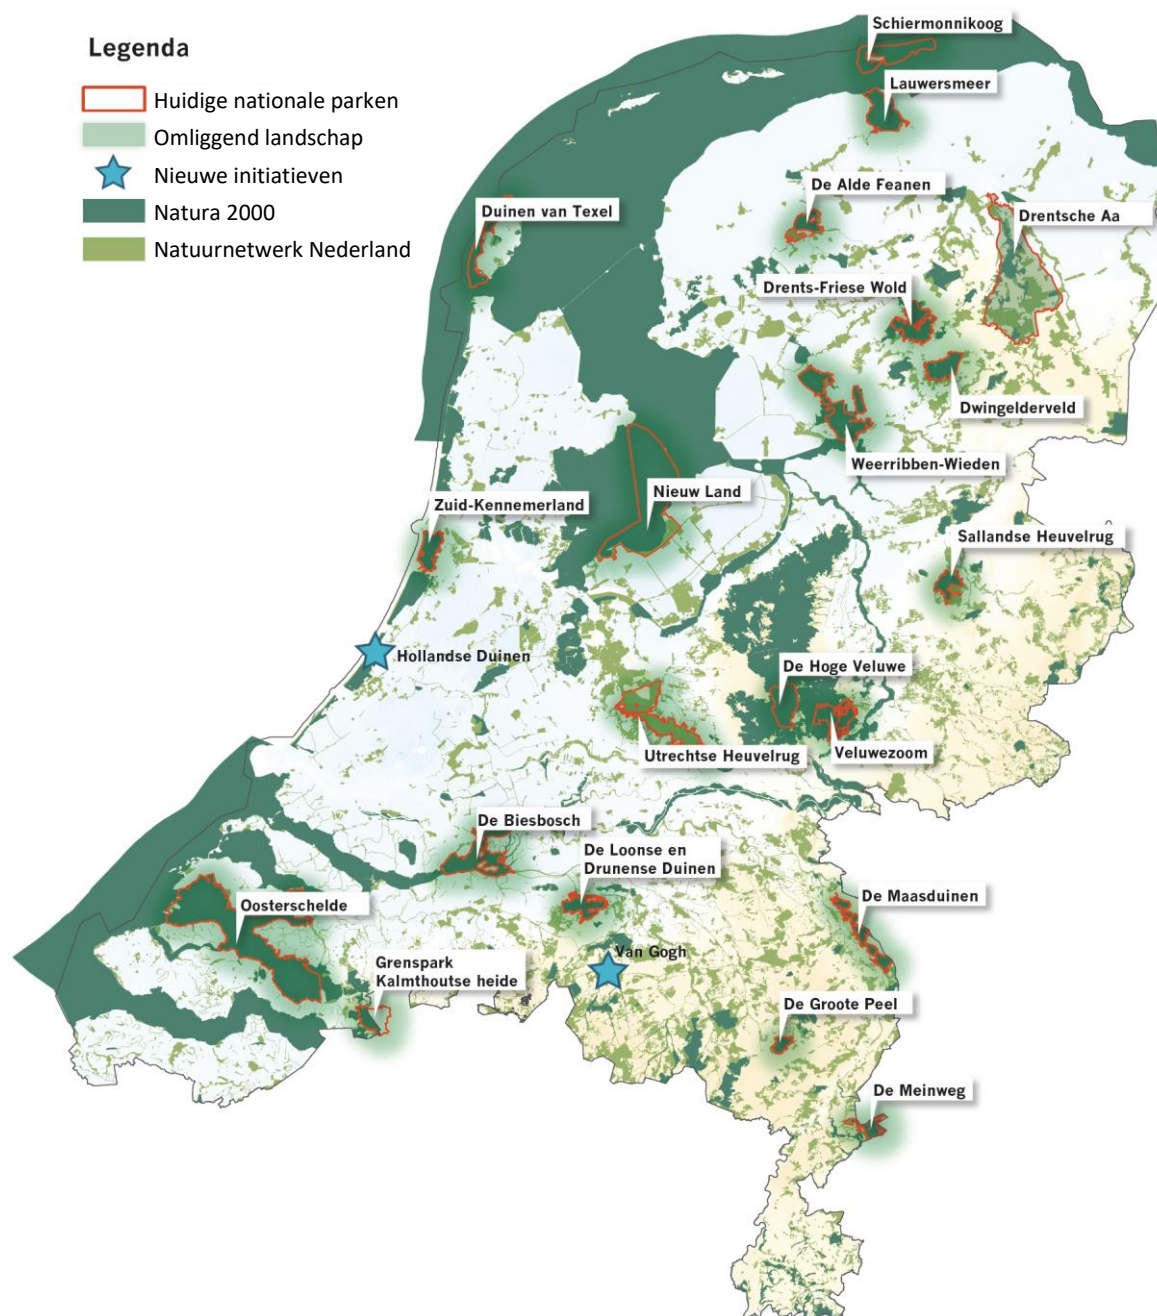 Legenda
Huidige nationale parken
Omliggend landschap
Nieuwe initiatieven
Natura 2000
Natuurnetwerk Nederland
Schiermonnikoog
Lauwersmeer
De Alde Feanen
Duinen van Texel
Drentsche Aa
Drents-Friese Wold
Dwingelderveld
Weerribben-Wieden
Nieuw Land
Zuid-Kennemerland
Sallandse Heuvelrug
Hollandse Duinen
De Hoge Veluwe
Utrechtse Heuvelrug
Veluwezoom
De Biesbosch
De Loonse en
Drunense Duinen
De Maasduinen
Oosterschelde
Van Gogh
Grenspark
Kalmthoutse heide
De Groote Peel
De Meinweg